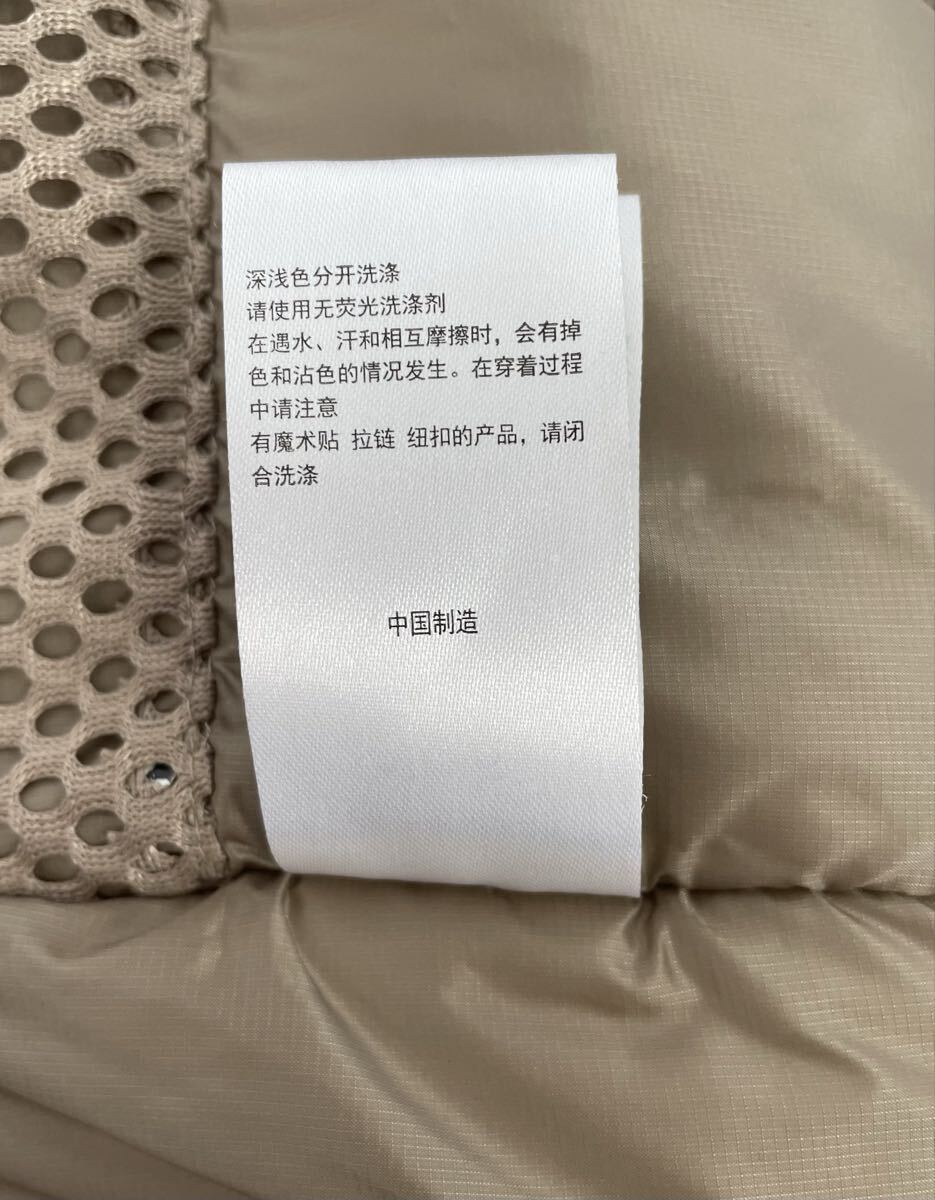 深浅色分开洗涤
请使用无荧光洗涤剂
在遇水、汗和相互摩擦时，会有掉
色和沾色的情况发生。在穿着过程
中请注意
有魔术贴 拉链 纽扣的产品，请闭
合洗涤
中国制造